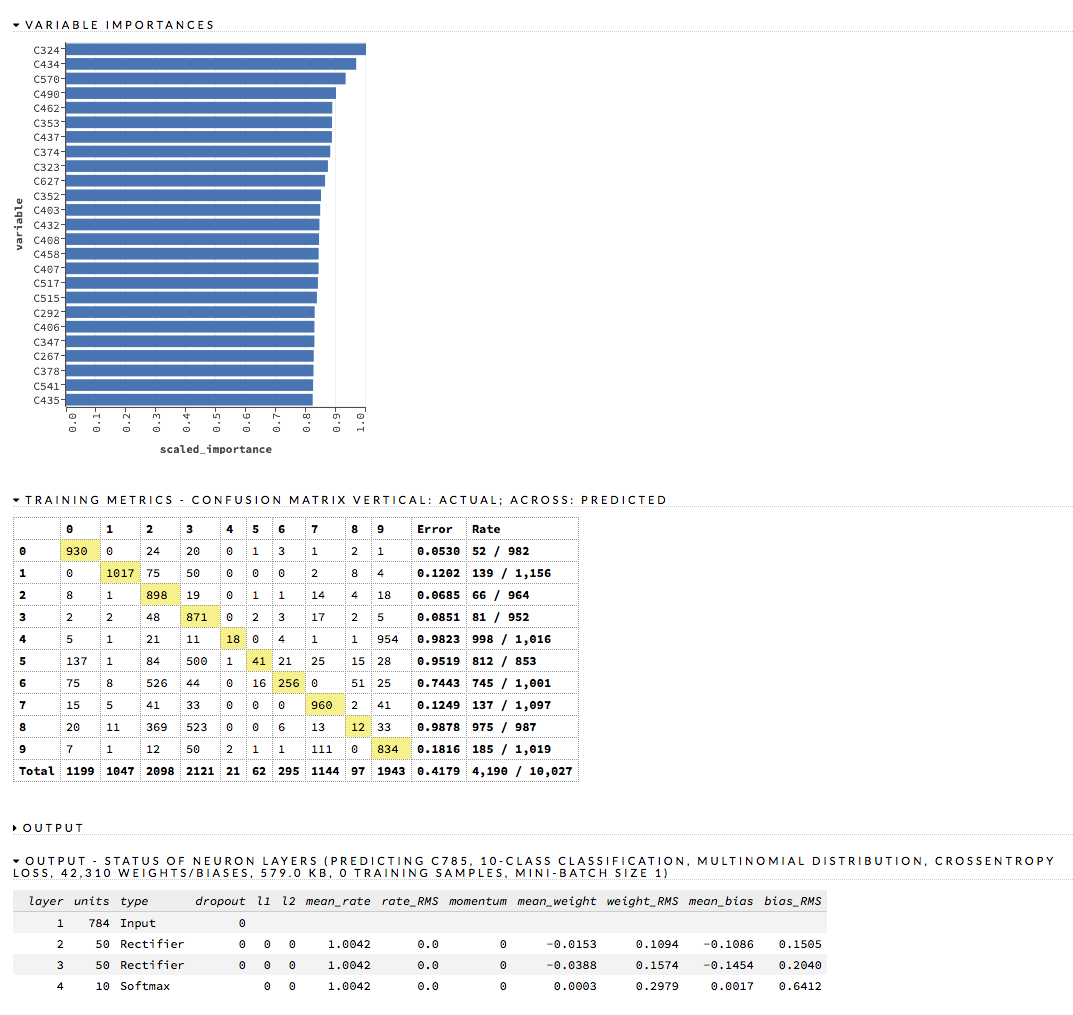 VARIABLE IMPORTANCES
C324
C434
C570
C490
C462
C353
C437
C374
C323
C627
C352
C403
C432
C408
C458
C407
C517
C515
C292
C406
C347
C267
C378
C541
C435
variable
0.0 0.1 0.2 0.3 0.4 0.5 0.6 0.7 0.8 0.9 1.0
scaled_importance
TRAINING METRICS - CONFUSION MATRIX VERTICAL: ACTUAL; ACROSS: PREDICTED
0 1 2 3 4 5 6 7 8 9 Error Rate
0 930 0 24 20 0 1 3 1 2 1 0.0530 52 / 982
1 0 1017 75 50 0 0 0 2 8 4 0.1202 139 / 1,156
2 8 1 898 19 0 1 1 14 4 18 0.0685 66 / 964
3 2 2 48 871 0 2 3 17 2 5 0.0851 81 / 952
4 5 1 21 11 18 0 4 1 1 954 0.9823 998 / 1,016
5 137 1 84 500 1 41 21 25 15 28 0.9519 812 / 853
6 75 8 526 44 0 16 256 0 51 25 0.7443 745 / 1,001
7 15 5 41 33 0 0 0 960 2 41 0.1249 137 / 1,097
8 20 11 369 523 0 0 6 13 12 33 0.9878 975 / 987
9 7 1 12 50 2 1 1 111 0 834 0.1816 185 / 1,019
Total 1199 1047 2098 2121 21 62 295 1144 97 1943 0.4179 4,190 / 10,027
OUTPUT
OUTPUT - STATUS OF NEURON LAYERS (PREDICTING C785, 10-CLASS CLASSIFICATION, MULTINOMIAL DISTRIBUTION, CROSSENTROPY
LOSS, 42,310 WEIGHTS/BIASES, 579.0 KB, 0 TRAINING SAMPLES, MINI-BATCH SIZE 1)
layer units type dropout l1 l2 mean_rate rate_RMS momentum mean_weight weight_RMS mean_bias bias_RMS
1 784 Input 0
2 50 Rectifier 0 0 0 1.0042 0.0 0 -0.0153 0.1094 -0.1086 0.1505
3 50 Rectifier 0 0 0 1.0042 0.0 0 -0.0388 0.1574 -0.1454 0.2040
4 10 Softmax 0 0 1.0042 0.0 0 0.0003 0.2979 0.0017 0.6412